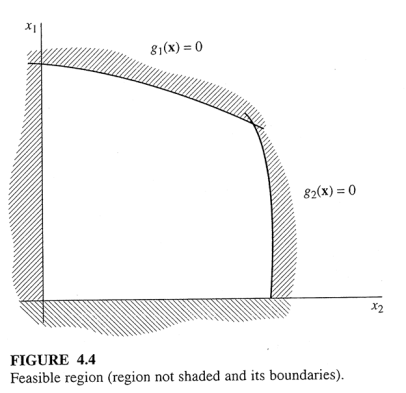 x₁
g₁(x) = 0
g₂(x) = 0
x₂
FIGURE 4.4
Feasible region (region not shaded and its boundaries).